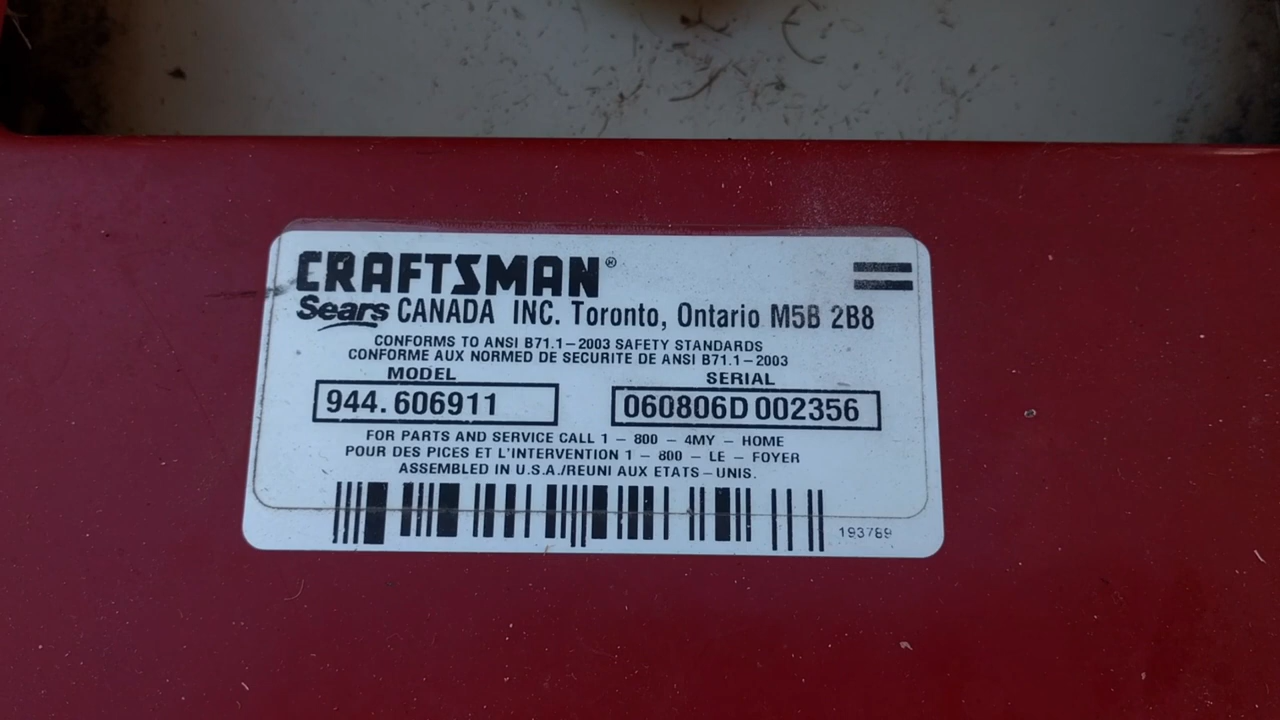 CRAFTSMAN®
Sears CANADA INC. Toronto, Ontario M5B 2B8
CONFORMS TO ANSI B71.1–2003 SAFETY STANDARDS
CONFORME AUX NORMED DE SECURITE DE ANSI B71.1–2003
MODEL SERIAL
944.606911 060806D 002356
FOR PARTS AND SERVICE CALL 1 – 800 – 4MY – HOME
POUR DES PICES ET L'INTERVENTION 1 – 800 – LE – FOYER
ASSEMBLED IN U.S.A./REUNI AUX ETATS–UNIS.
193789